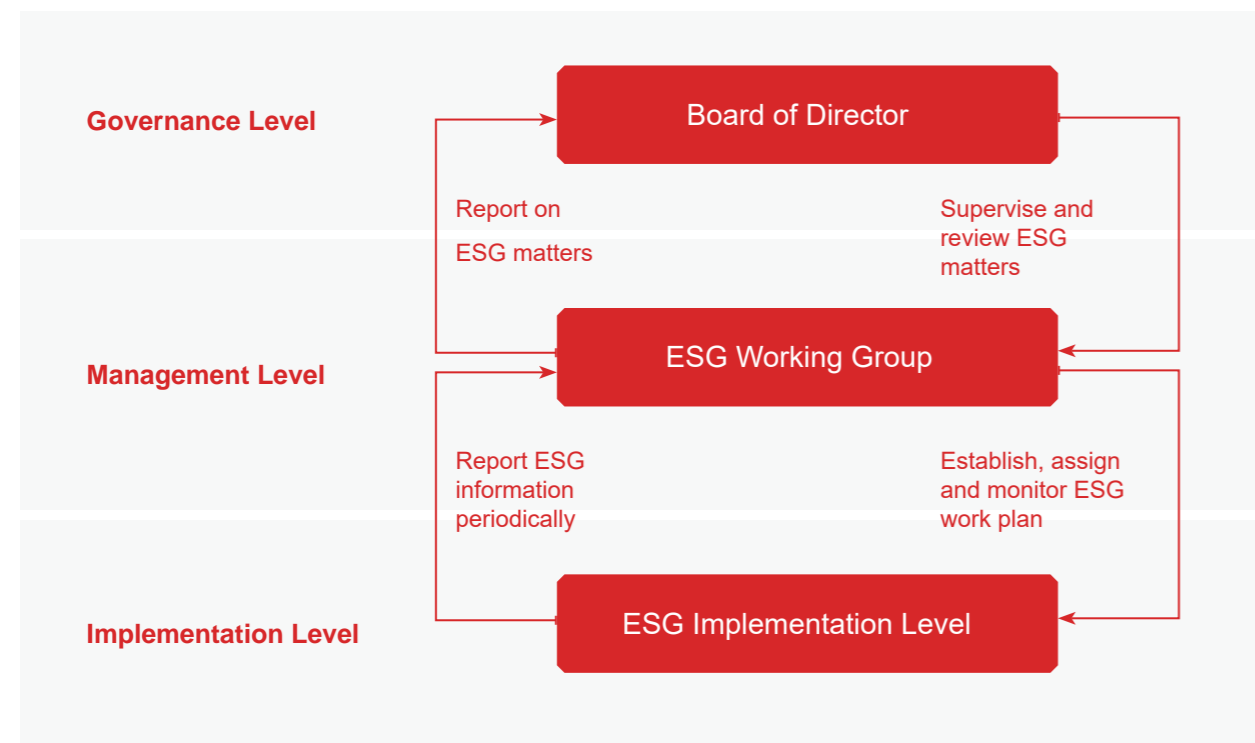 Board of Director
Governance Level
Report on
ESG matters
Supervise and
review ESG
matters
ESG Working Group
Management Level
Report ESG
information
periodically
Establish, assign
and monitor ESG
work plan
ESG Implementation Level
Implementation Level